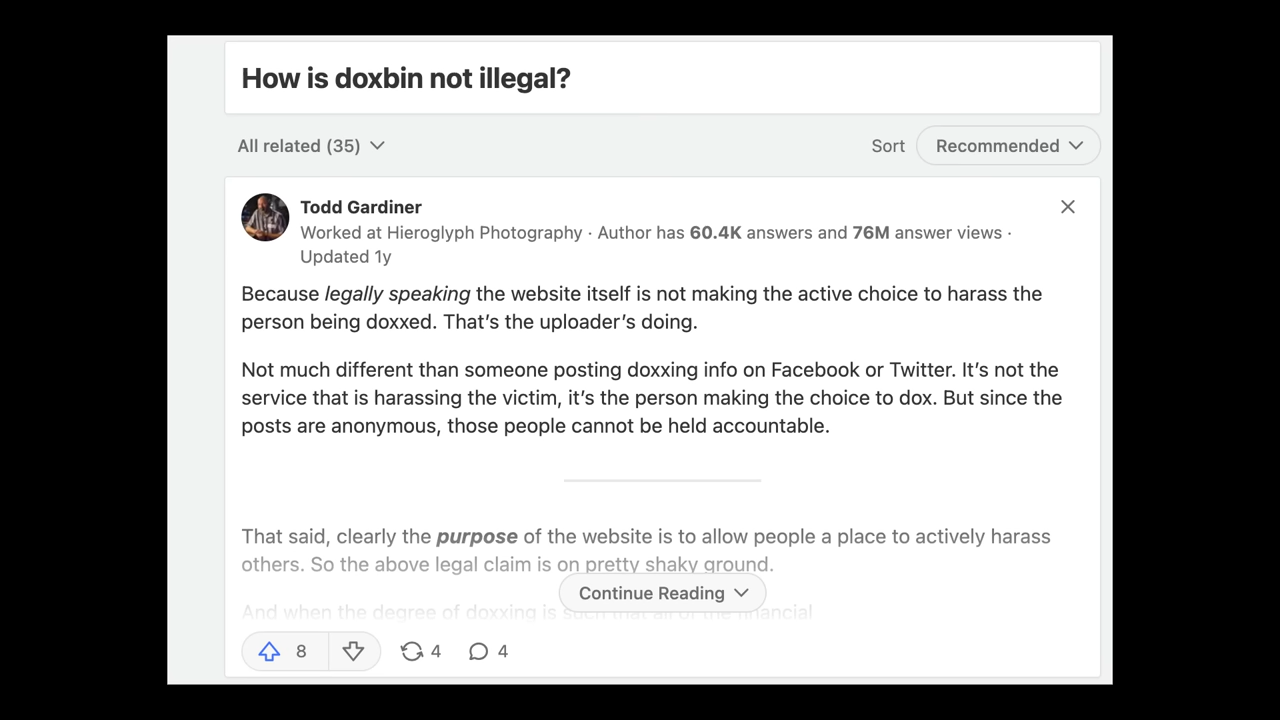 How is doxbin not illegal?
All related (35)
Sort Recommended
Todd Gardiner
Worked at Hieroglyph Photography · Author has 60.4K answers and 76M answer views ·
Updated 1y
Because legally speaking the website itself is not making the active choice to harass the
person being doxxed. That's the uploader's doing.
Not much different than someone posting doxxing info on Facebook or Twitter. It's not the
service that is harassing the victim, it's the person making the choice to dox. But since the
posts are anonymous, those people cannot be held accountable.
That said, clearly the purpose of the website is to allow people a place to actively harass
others. So the above legal claim is on pretty shaky ground.
Continue Reading
And when the degree of doxxing is such that all of the financial
8 4 4